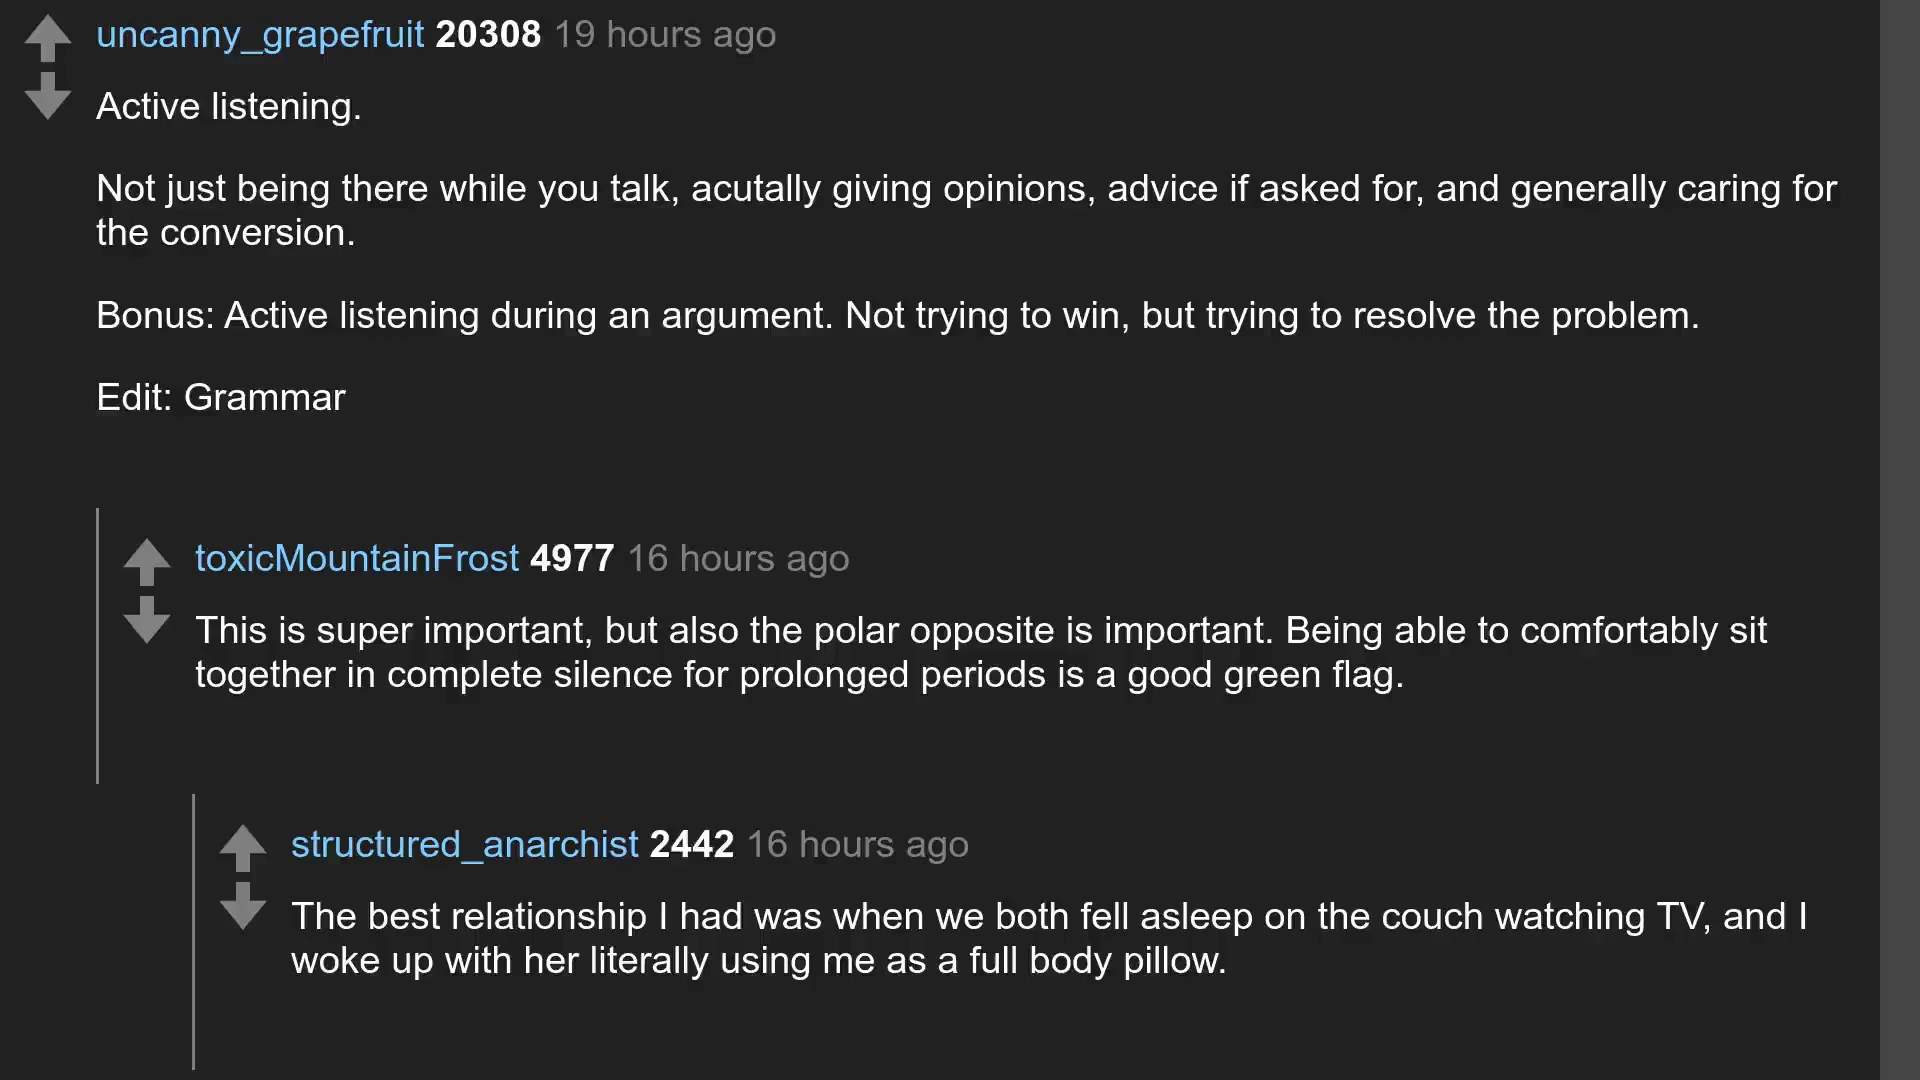 uncanny_grapefruit 20308 19 hours ago
Active listening.
Not just being there while you talk, acutally giving opinions, advice if asked for, and generally caring for
the conversion.
Bonus: Active listening during an argument. Not trying to win, but trying to resolve the problem.
Edit: Grammar
toxicMountainFrost 4977 16 hours ago
This is super important, but also the polar opposite is important. Being able to comfortably sit
together in complete silence for prolonged periods is a good green flag.
structured_anarchist 2442 16 hours ago
The best relationship I had was when we both fell asleep on the couch watching TV, and I
woke up with her literally using me as a full body pillow.